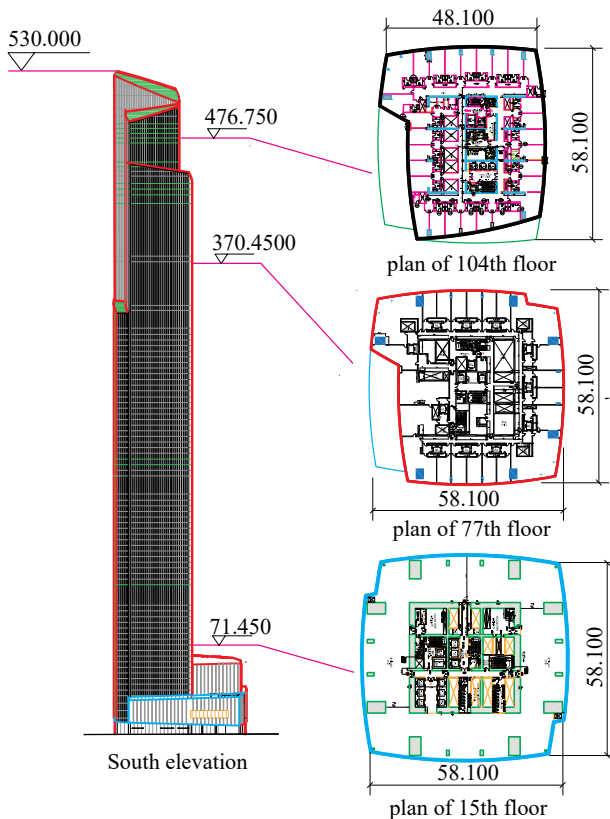 530.000
476.750
370.4500
71.450
South elevation
48.100
58.100
plan of 104th floor
58.100
58.100
plan of 77th floor
58.100
58.100
plan of 15th floor